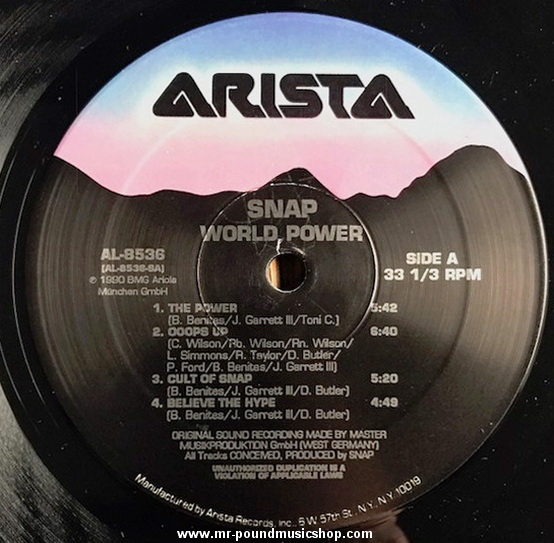 ARISTA
SNAP
WORLD POWER
AL-8536
(AL-8536-SA)
℗ 1990 BMG Ariola
München GmbH
SIDE A
33 1/3 RPM
1. THE POWER 5:42
(B. Benites/J. Garrett III/Toni C.)
2. OOOPS UP 6:40
(C. Wilson/Rb. Wilson/Rn. Wilson/
L. Simmons/R. Taylor/D. Butler/
P. Ford/B. Benites/J. Garrett III)
3. CULT OF SNAP 5:20
(B. Benites/J. Garrett III/D. Butler)
4. BELIEVE THE HYPE 4:49
(B. Benites/J. Garrett III/D. Butler)
ORIGINAL SOUND RECORDING MADE BY MASTER
MUSIKPRODUKTION GmbH (WEST GERMANY)
All Tracks CONCEIVED, PRODUCED by SNAP
UNAUTHORIZED DUPLICATION IS A
VIOLATION OF APPLICABLE LAWS
Manufactured by Arista Records, Inc., 6 W. 57th St., N.Y., N.Y. 10019
www.mr-poundmusicshop.com